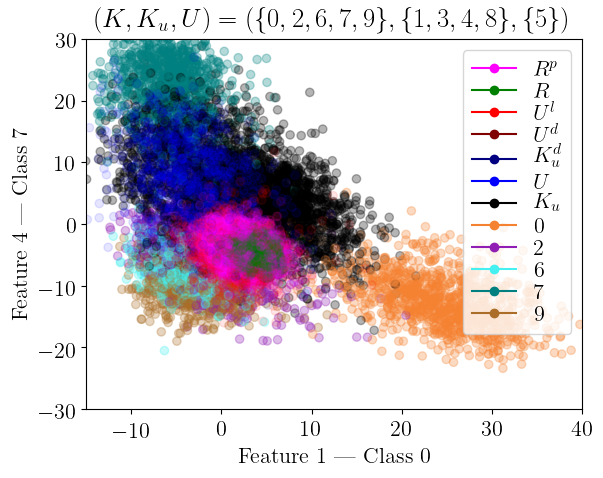 (K, K_u, U) = ({0, 2, 6, 7, 9}, {1, 3, 4, 8}, {5})
30
20
10
0
−10
−20
−30
Feature 4 — Class 7
−10 0 10 20 30 40
Feature 1 — Class 0
R^p
R
U^l
U^d
K_u^d
U
K_u
0
2
6
7
9